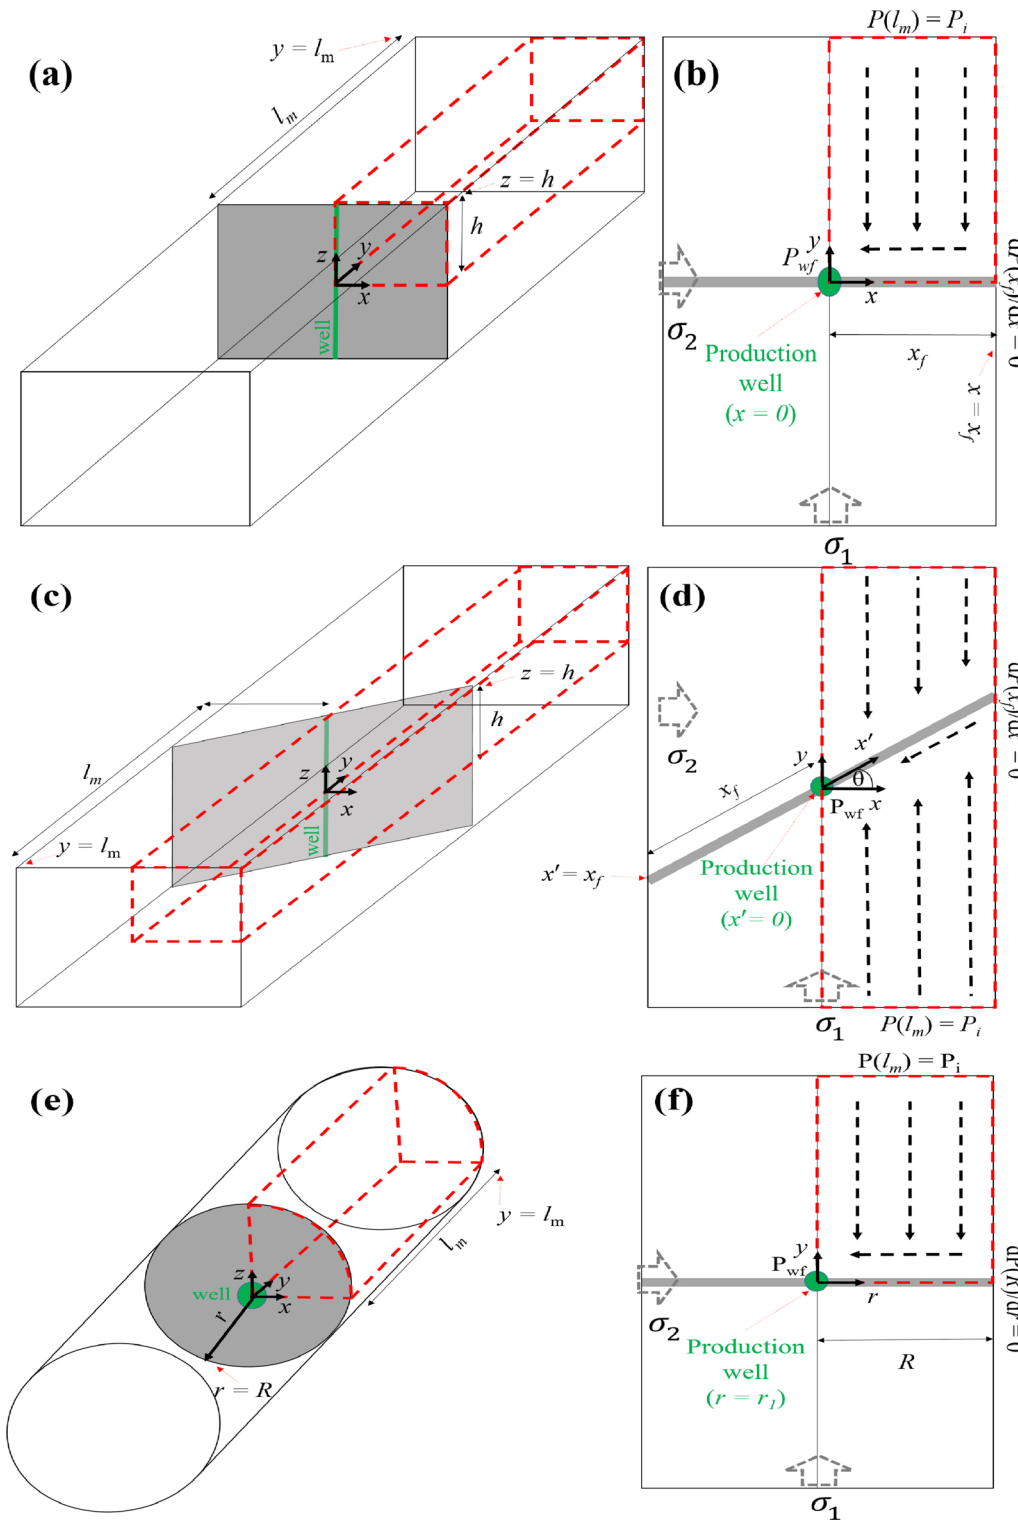 (a)
y = lm
lm
z = h
h
z
y
x
well
(b)
P(lm) = Pi
y
Pwf
x
σ2
Production
well
(x = 0)
xf
x = xf
dP(xf)/dx = 0
σ1
(c)
z = h
h
lm
z
y
x
well
y = lm
(d)
σ2
y
x'
θ
x
Pwf
xf
x' = xf
Production
well
(x' = 0)
dP(xf)/dx = 0
σ1
P(lm) = Pi
(e)
y = lm
lm
z
y
x
well
r
r = R
(f)
P(lm) = Pi
y
Pwf
r
σ2
Production
well
(r = r1)
R
dP(R)/dr = 0
σ1